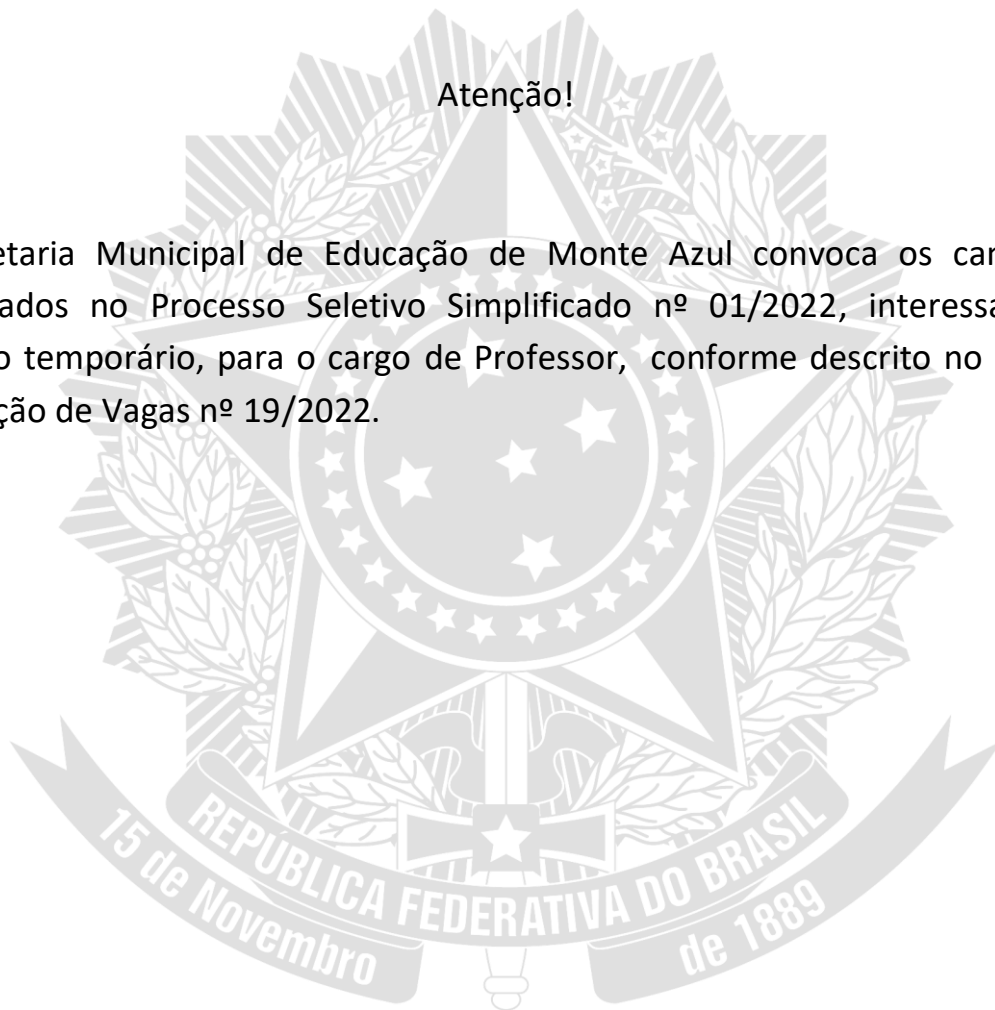 Atenção!
etaria Municipal de Educação de Monte Azul convoca os can
ados no Processo Seletivo Simplificado nº 01/2022, interessa
o temporário, para o cargo de Professor, conforme descrito no
ção de Vagas nº 19/2022.
15 de Novembro
REPÚBLICA FEDERATIVA DO BRASIL
de 1889